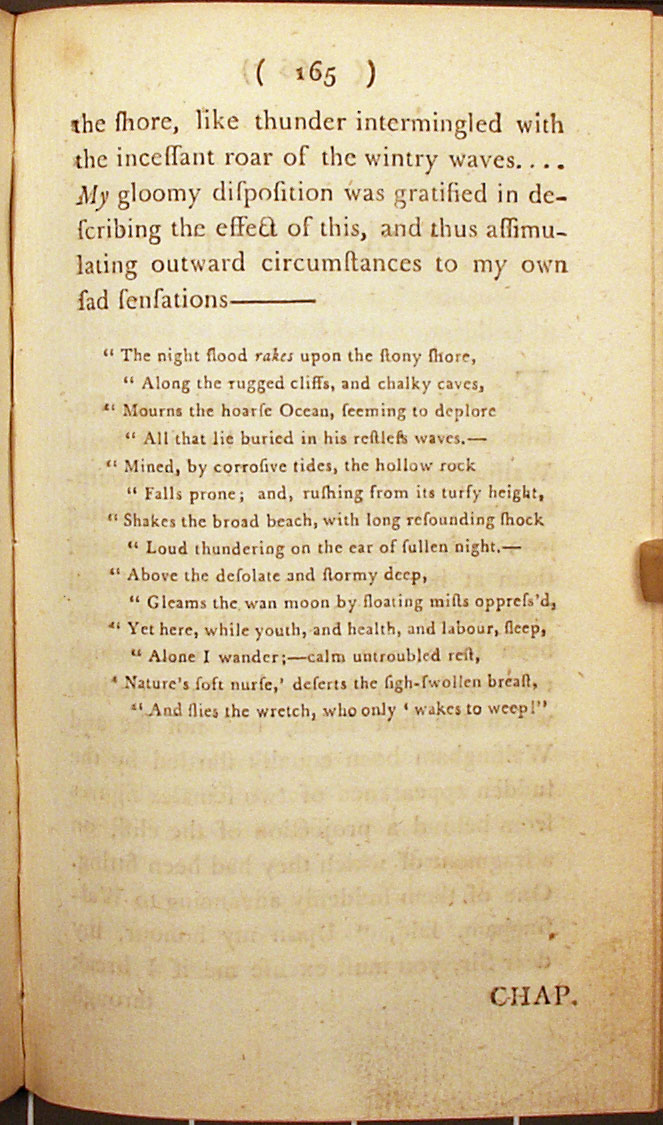 ( 165 )
the ſhore, like thunder intermingled with
the inceſſant roar of the wintry waves....
My gloomy diſpoſition was gratified in de-
ſcribing the effect of this, and thus aſſimu-
lating outward circumſtances to my own
ſad ſenſations———
“ The night flood rakes upon the ſtony ſhore,
“ Along the rugged cliffs, and chalky caves,
“ Mourns the hoarſe Ocean, ſeeming to deplore
“ All that lie buried in his reſtleſs waves.—
“ Mined, by corroſive tides, the hollow rock
“ Falls prone; and, ruſhing from its turfy height,
“ Shakes the broad beach, with long reſounding ſhock
“ Loud thundering on the ear of ſullen night.—
“ Above the deſolate and ſtormy deep,
“ Gleams the wan moon by floating miſts oppreſs’d,
“ Yet here, while youth, and health, and labour, ſleep,
“ Alone I wander;—calm untroubled reſt,
‘ Nature’s ſoft nurſe,’ deſerts the ſigh-ſwollen breaſt,
“ And flies the wretch, who only ‘ wakes to weep!”
CHAP.